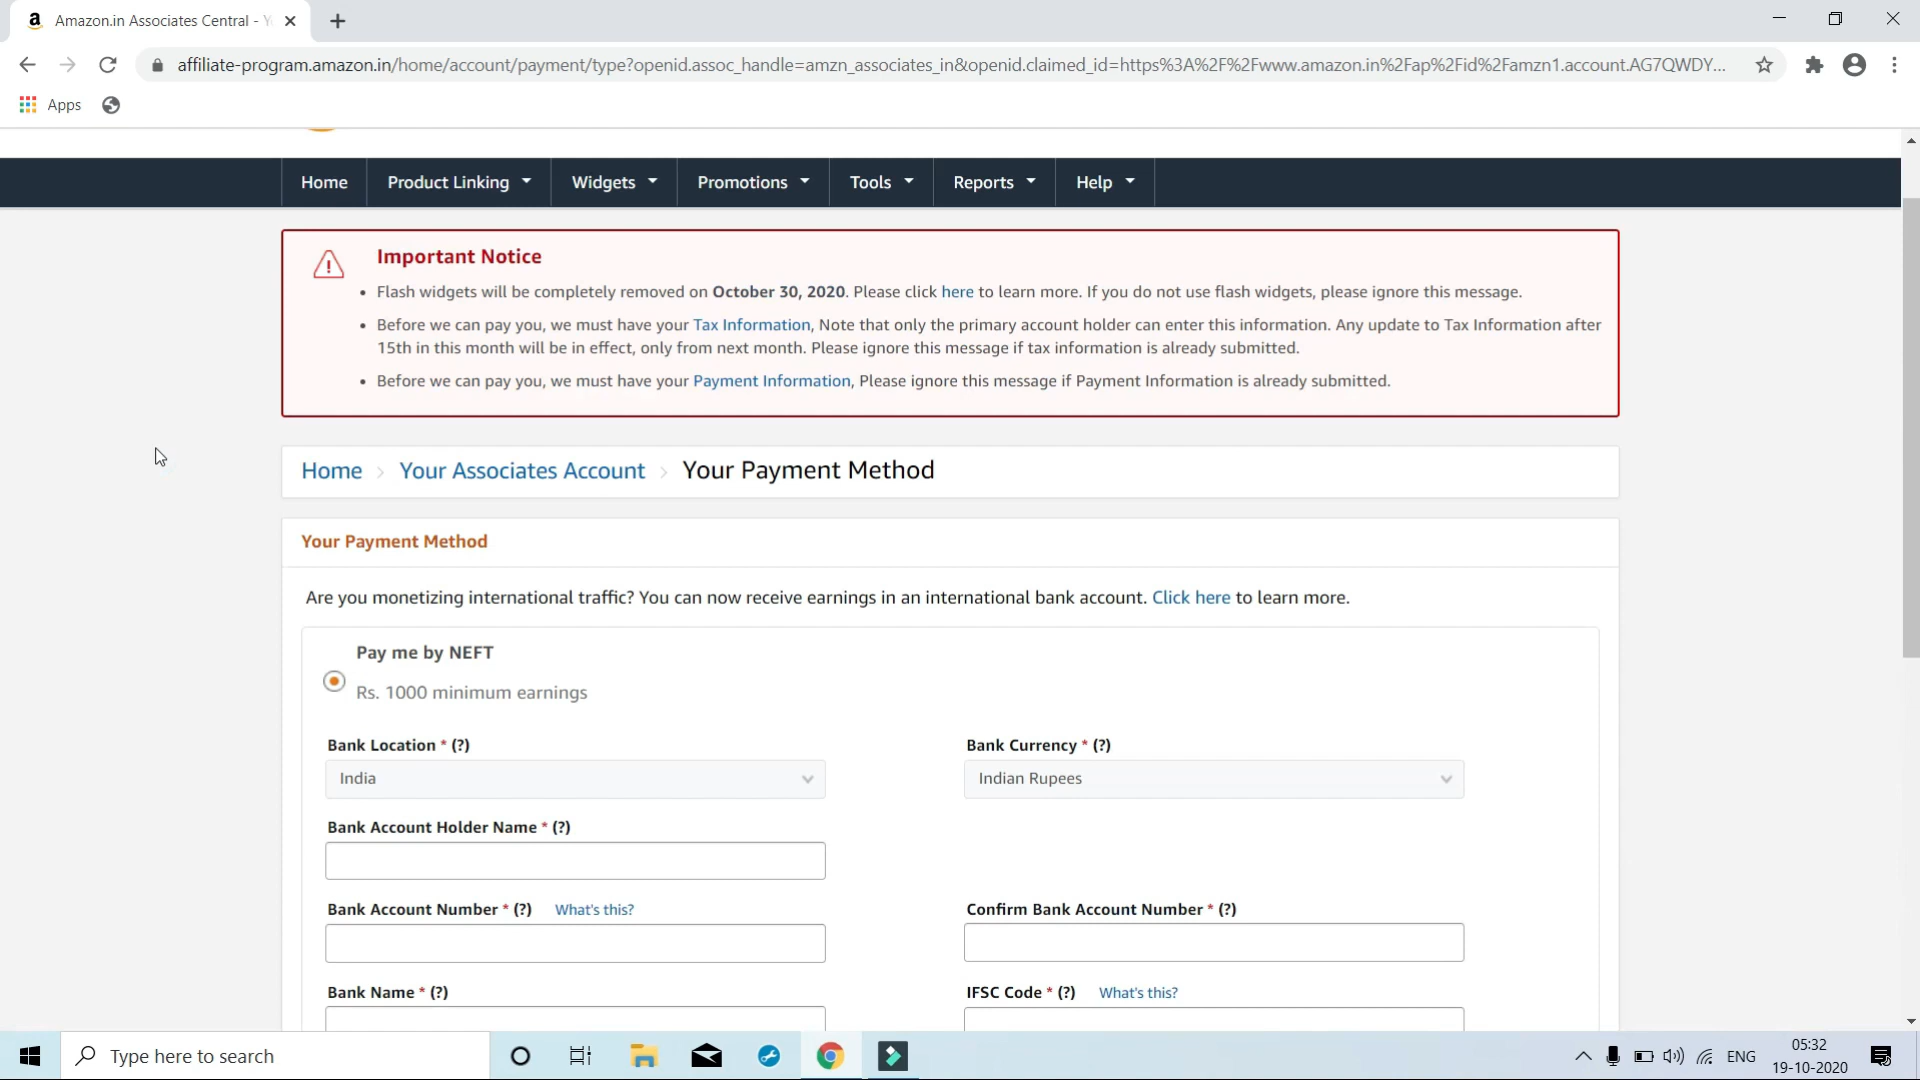 Amazon.in Associates Central - Y
affiliate-program.amazon.in/home/account/payment/type?openid.assoc_handle=amzn_associates_in&openid.claimed_id=https%3A%2F%2Fwww.amazon.in%2Fap%2Fid%2Famzn1.account.AG7QWDY...
Apps
Home Product Linking Widgets Promotions Tools Reports Help
Important Notice
• Flash widgets will be completely removed on October 30, 2020. Please click here to learn more. If you do not use flash widgets, please ignore this message.
• Before we can pay you, we must have your Tax Information, Note that only the primary account holder can enter this information. Any update to Tax Information after
15th in this month will be in effect, only from next month. Please ignore this message if tax information is already submitted.
• Before we can pay you, we must have your Payment Information, Please ignore this message if Payment Information is already submitted.
Home › Your Associates Account › Your Payment Method
Your Payment Method
Are you monetizing international traffic? You can now receive earnings in an international bank account. Click here to learn more.
Pay me by NEFT
Rs. 1000 minimum earnings
Bank Location * (?) Bank Currency * (?)
India Indian Rupees
Bank Account Holder Name * (?)
Bank Account Number * (?) What's this? Confirm Bank Account Number * (?)
Bank Name * (?) IFSC Code * (?) What's this?
Type here to search ENG 05:32
19-10-2020